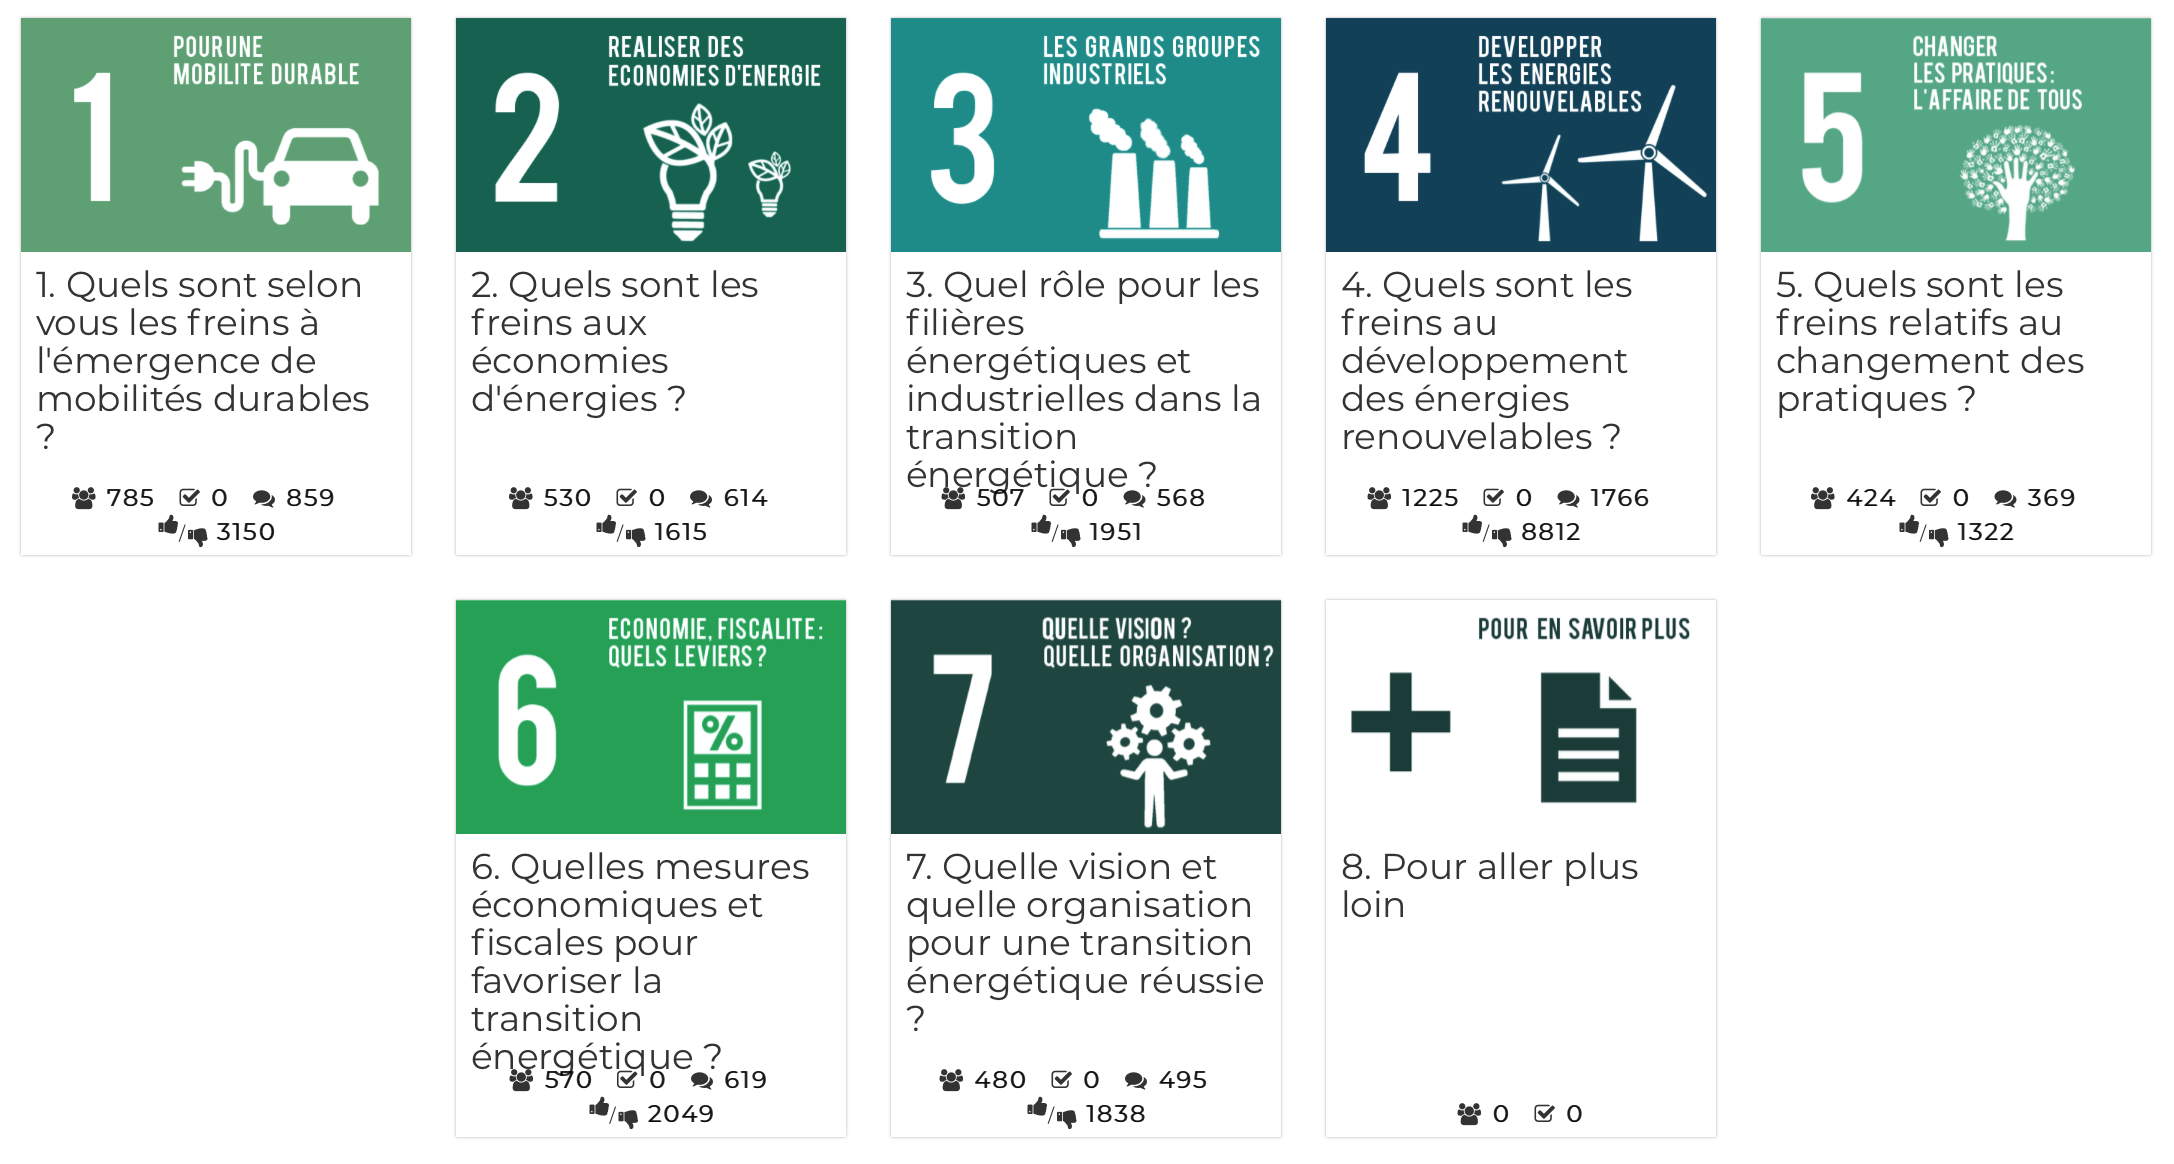 1
POUR UNE
MOBILITE DURABLE
1. Quels sont selon
vous les freins à
l'émergence de
mobilités durables
?
785 0 859
/ 3150
2
REALISER DES
ECONOMIES D'ENERGIE
2. Quels sont les
freins aux
économies
d'énergies ?
530 0 614
/ 1615
3
LES GRANDS GROUPES
INDUSTRIELS
3. Quel rôle pour les
filières
énergétiques et
industrielles dans la
transition
énergétique ?
507 0 568
/ 1951
4
DEVELOPPER
LES ENERGIES
RENOUVELABLES
4. Quels sont les
freins au
développement
des énergies
renouvelables ?
1225 0 1766
/ 8812
5
CHANGER
LES PRATIQUES :
L'AFFAIRE DE TOUS
5. Quels sont les
freins relatifs au
changement des
pratiques ?
424 0 369
/ 1322
6
ECONOMIE, FISCALITE :
QUELS LEVIERS ?
%
6. Quelles mesures
économiques et
fiscales pour
favoriser la
transition
énergétique ?
570 0 619
/ 2049
7
QUELLE VISION ?
QUELLE ORGANISATION ?
7. Quelle vision et
quelle organisation
pour une transition
énergétique réussie
?
480 0 495
/ 1838
+
POUR EN SAVOIR PLUS
8. Pour aller plus
loin
0 0